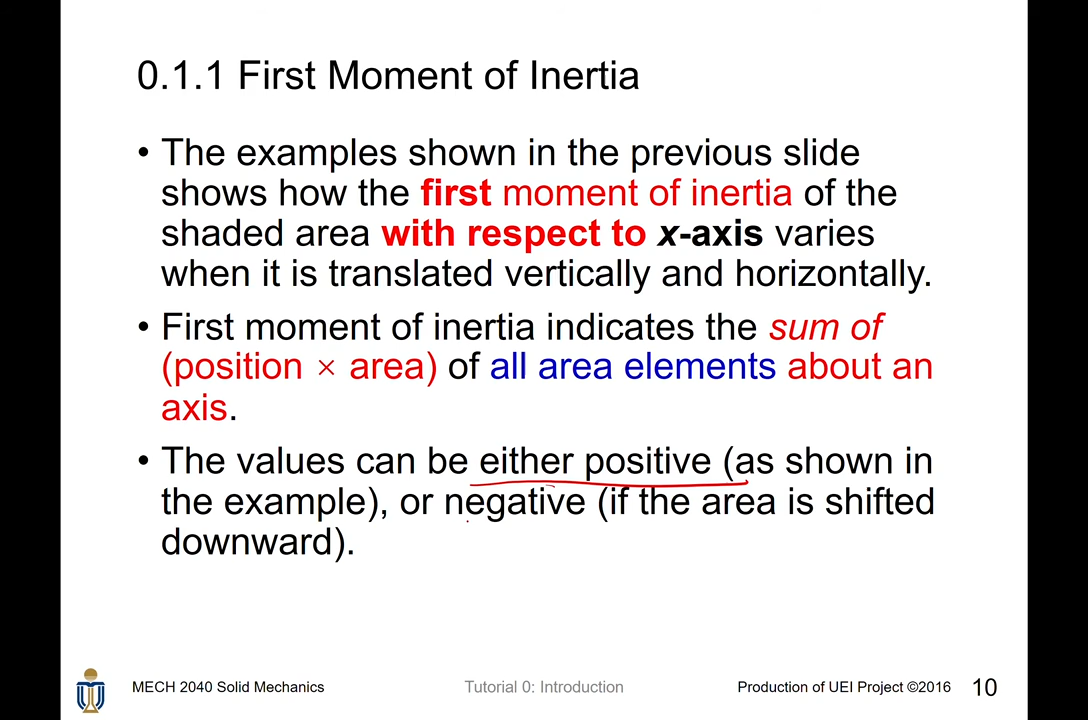 0.1.1 First Moment of Inertia
• The examples shown in the previous slide
shows how the first moment of inertia of the
shaded area with respect to x-axis varies
when it is translated vertically and horizontally.
• First moment of inertia indicates the sum of
(position × area) of all area elements about an
axis.
• The values can be either positive (as shown in
the example), or negative (if the area is shifted
downward).
MECH 2040 Solid Mechanics
Tutorial 0: Introduction
Production of UEI Project ©2016
10